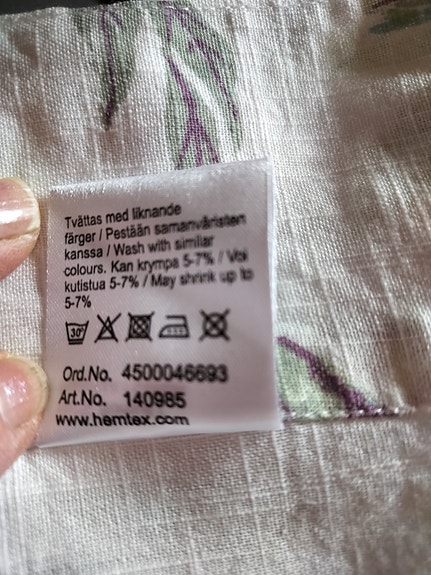 Tvättas med liknande
färger / Pestään samanväristen
kanssa / Wash with similar
colours. Kan krympa 5-7% / Voi
kutistua 5-7% / May shrink up to
5-7%
30°
Ord.No. 4500046693
Art.No. 140985
www.hemtex.com